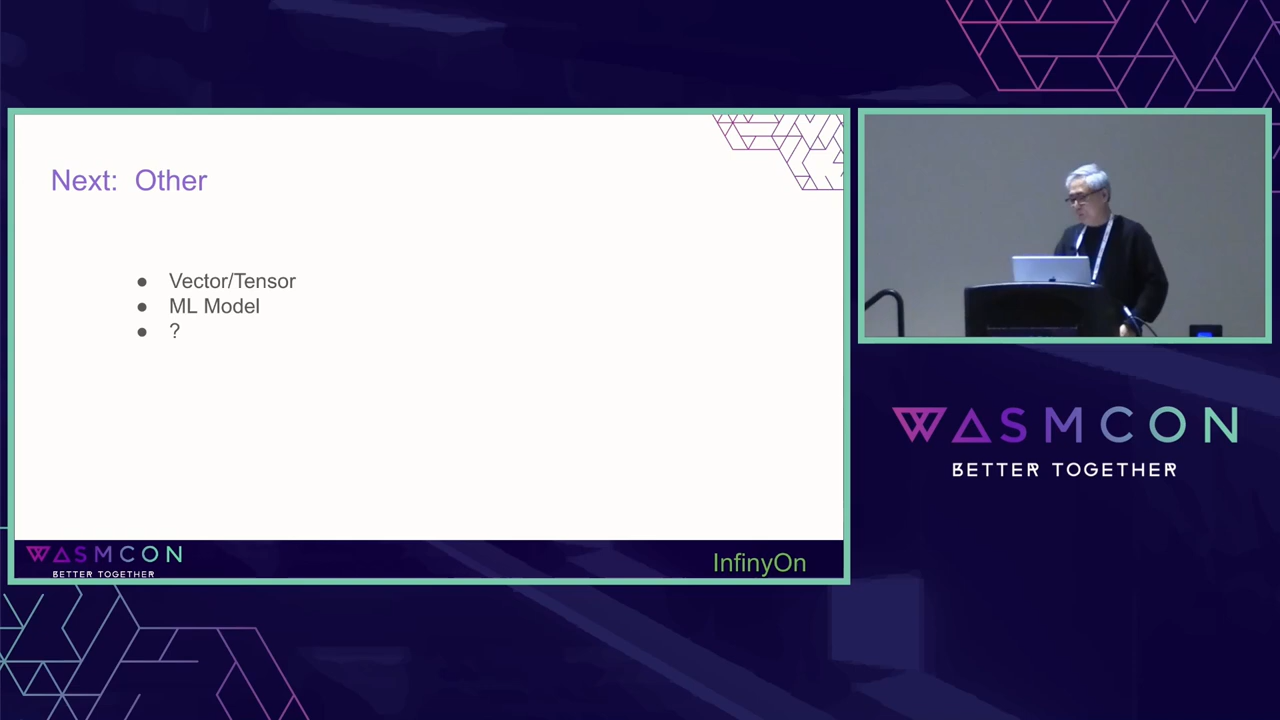 Next: Other
● Vector/Tensor
● ML Model
● ?
WASMCON
BETTER TOGETHER
InfinyOn
WASMCON
BETTER TOGETHER